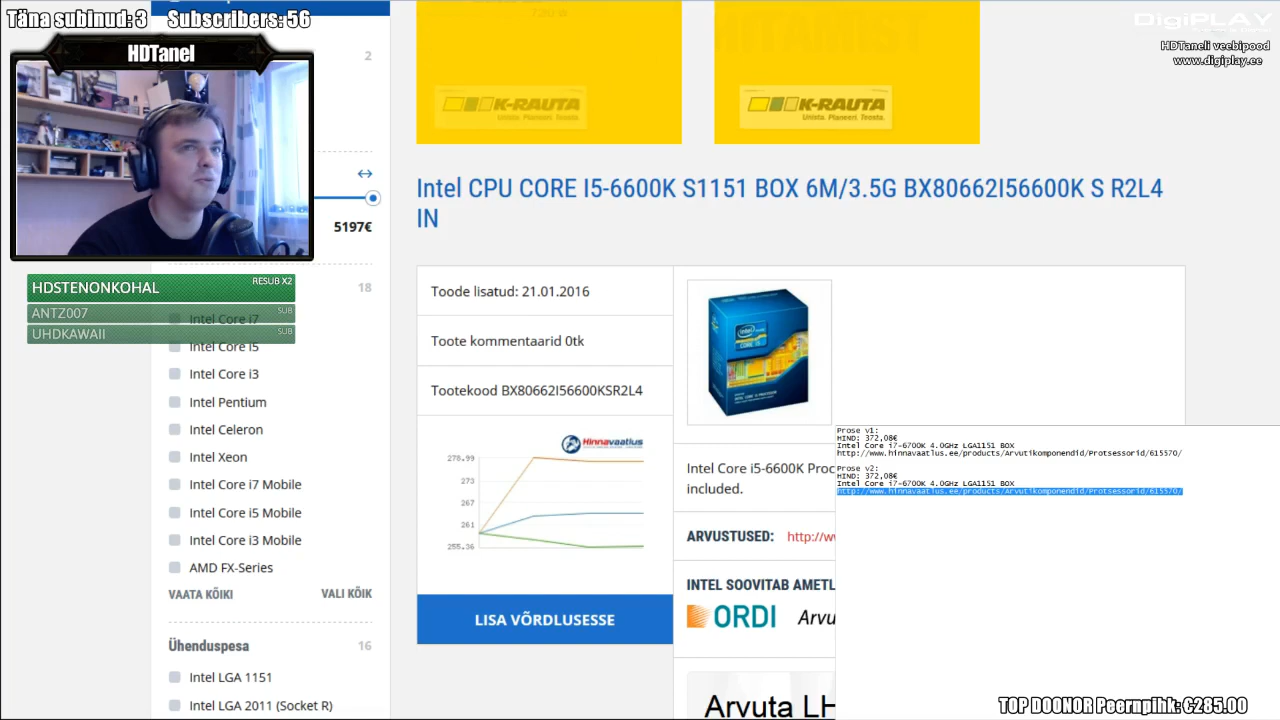 Täna subinud: 3 Subscribers: 56
HDTanel
2
5197€
HDSTENONKOHAL RESUB X2
ANTZ007 SUB
UHDKAWAII SUB
18
Intel Core i7
Intel Core i5
Intel Core i3
Intel Pentium
Intel Celeron
Intel Xeon
Intel Core i7 Mobile
Intel Core i5 Mobile
Intel Core i3 Mobile
AMD FX-Series
VAATA KÕIKI VALI KÕIK
Ühenduspesa 16
Intel LGA 1151
Intel LGA 2011 (Socket R)
K-RAUTA
K-RAUTA
Unista. Planeeri. Toosta.
DigiPLAY
HDTaneli veebipood
www.digiplay.ee
Intel CPU CORE I5-6600K S1151 BOX 6M/3.5G BX80662I56600K S R2L4
IN
Toode lisatud: 21.01.2016
Toote kommentaarid 0tk
Tootekood BX80662I56600KSR2L4
Hinnavaatlus
278.99
273
267
261
255.36
LISA VÕRDLUSESSE
Intel Core i5-6600K Proc
included.
ARVUSTUSED: http://ww
INTEL SOOVITAB AMETL
ORDI Arvu
Arvuta LH
Prose v1:
HIND: 372,08€
Intel Core i7-6700K 4.0GHz LGA1151 BOX
http://www.hinnavaatlus.ee/products/Arvutikomponendid/Protsessorid/615570/
Prose v2:
HIND: 372,08€
Intel Core i7-6700K 4.0GHz LGA1151 BOX
http://www.hinnavaatlus.ee/products/Arvutikomponendid/Protsessorid/615570/
TOP DOONOR Peernpihk: €285.00